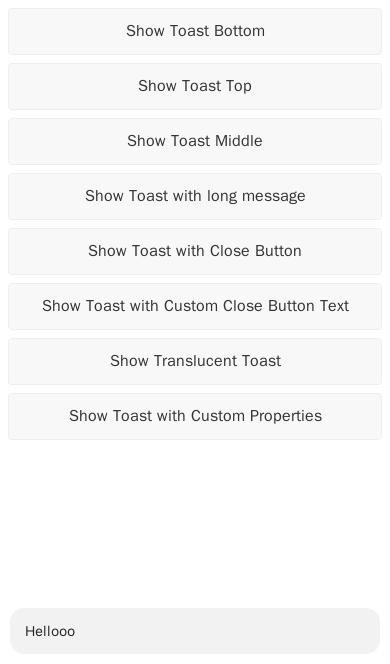 Show Toast Bottom
Show Toast Top
Show Toast Middle
Show Toast with long message
Show Toast with Close Button
Show Toast with Custom Close Button Text
Show Translucent Toast
Show Toast with Custom Properties
Hellooo